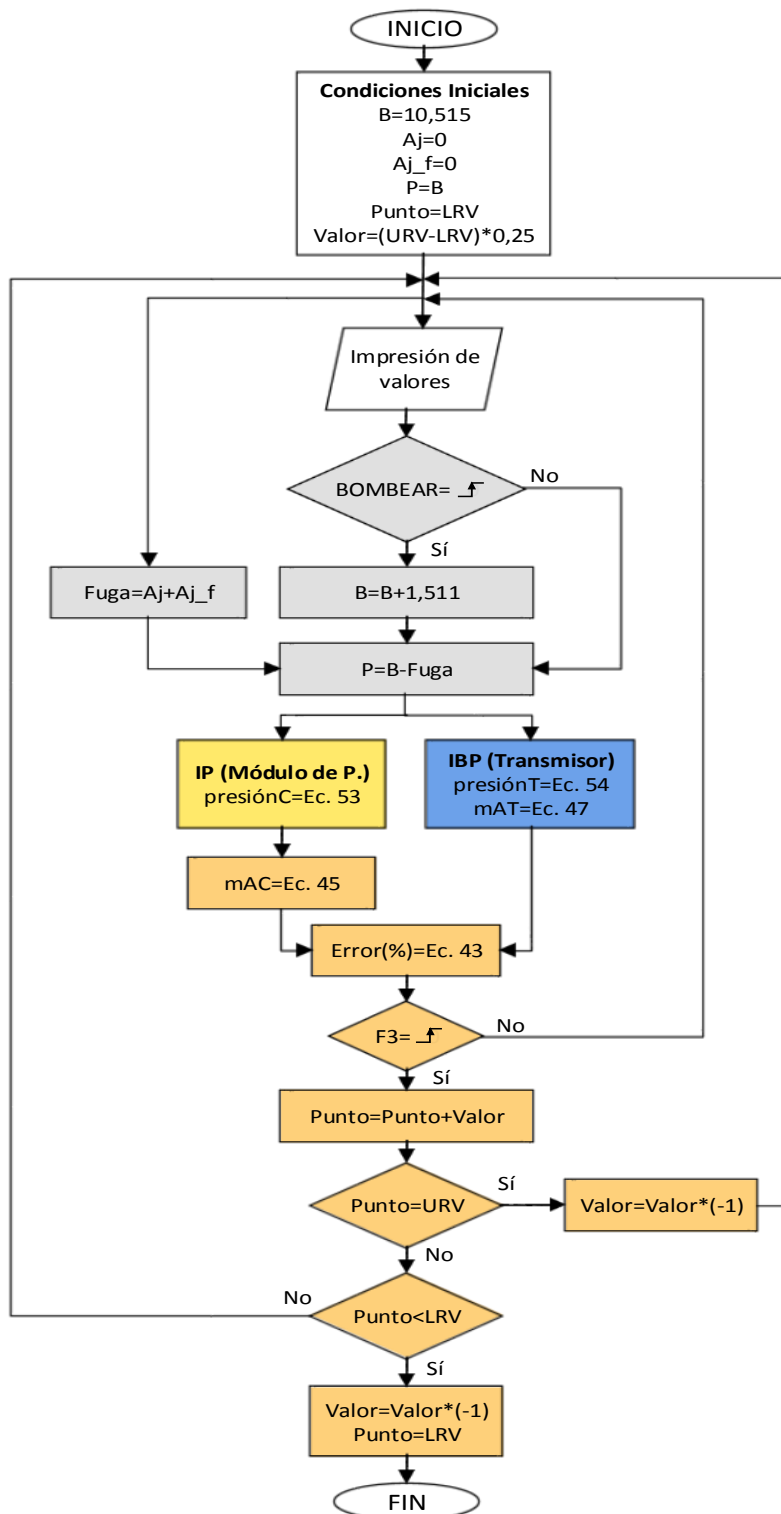 INICIO
Condiciones Iniciales
B=10,515
Aj=0
Aj_f=0
P=B
Punto=LRV
Valor=(URV-LRV)*0,25
Impresión de
valores
BOMBEAR=
No
Sí
Fuga=Aj+Aj_f
B=B+1,511
P=B-Fuga
IP (Módulo de P.)
presiónC=Ec. 53
IBP (Transmisor)
presiónT=Ec. 54
mAT=Ec. 47
mAC=Ec. 45
Error(%)=Ec. 43
F3=
No
Sí
Punto=Punto+Valor
Punto=URV
Sí
Valor=Valor*(-1)
No
Punto<LRV
No
Sí
Valor=Valor*(-1)
Punto=LRV
FIN